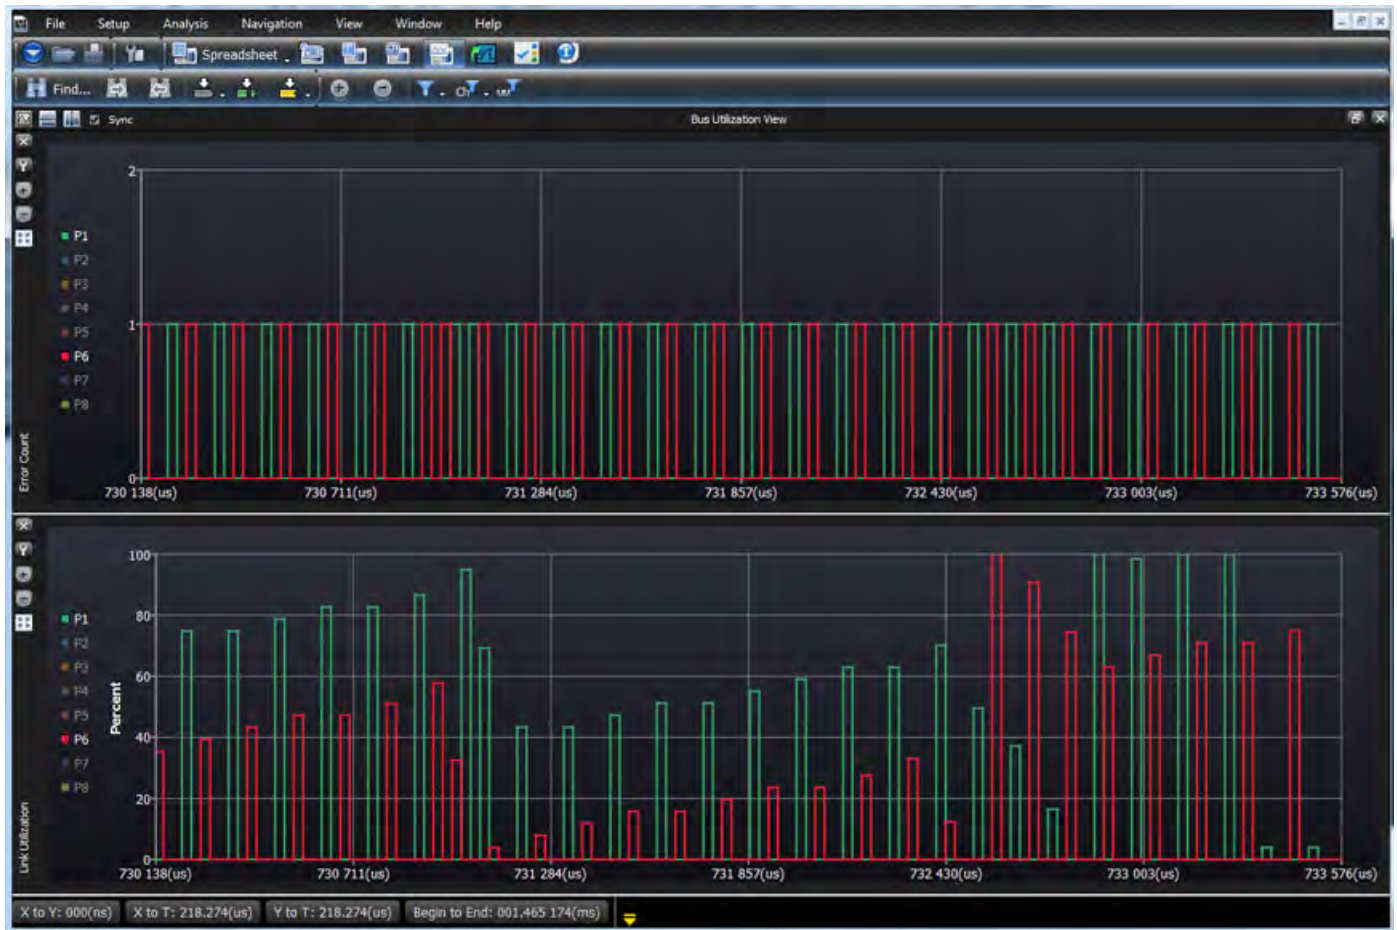 File Setup Analysis Navigation View Window Help
Spreadsheet
Find...
Sync Bus Utilization View
2
1
0
P1
P2
P3
P4
P5
P6
P7
P8
Error Count
730 138(us) 730 711(us) 731 284(us) 731 857(us) 732 430(us) 733 003(us) 733 576(us)
100
80
60
40
20
0
Percent
P1
P2
P3
P4
P5
P6
P7
P8
Link Utilization
730 138(us) 730 711(us) 731 284(us) 731 857(us) 732 430(us) 733 003(us) 733 576(us)
X to Y: 000(ns) X to T: 218.274(us) Y to T: 218.274(us) Begin to End: 001.465 174(ms)